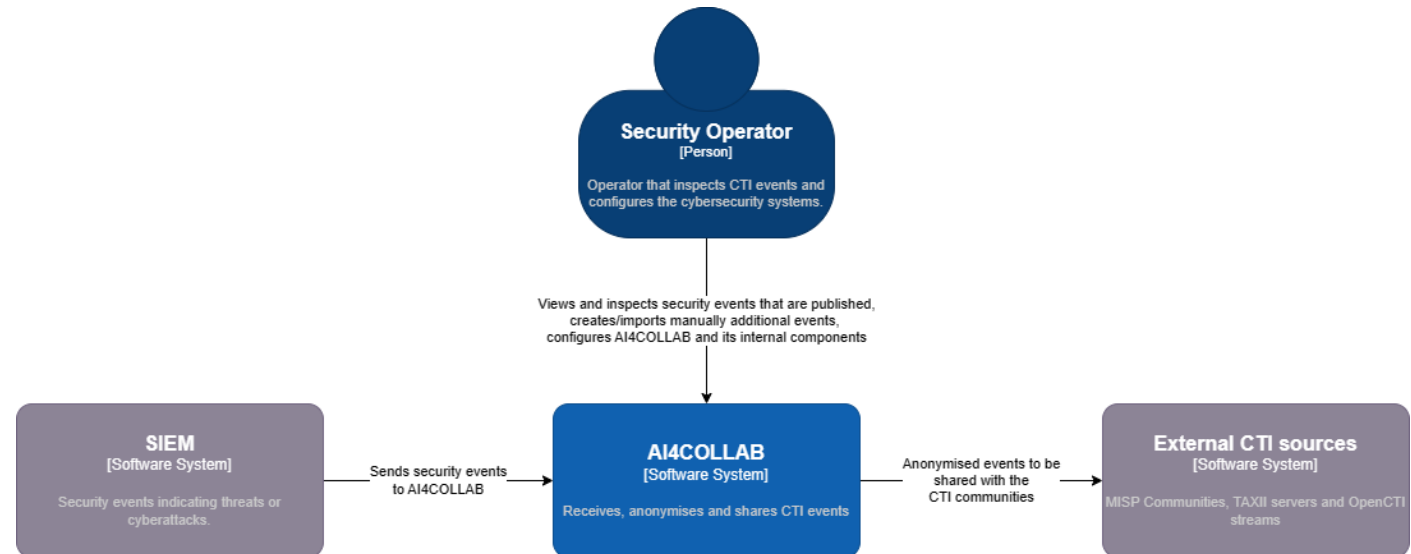 Security Operator
[Person]
Operator that inspects CTI events and
configures the cybersecurity systems.
Views and inspects security events that are published,
creates/imports manually additional events,
configures AI4COLLAB and its internal components
SIEM
[Software System]
Security events indicating threats or
cyberattacks.
Sends security events
to AI4COLLAB
AI4COLLAB
[Software System]
Receives, anonymises and shares CTI events
Anonymised events to be
shared with the
CTI communities
External CTI sources
[Software System]
MISP Communities, TAXII servers and OpenCTI
streams